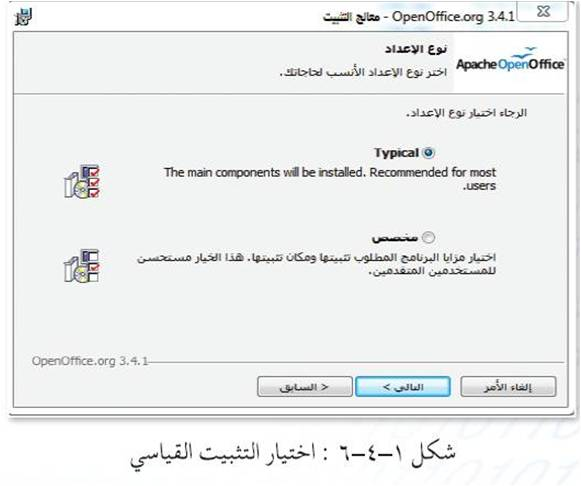 OpenOffice.org 3.4.1 - معالج التثبيت
نوع الإعداد
اختر نوع الإعداد الأنسب لحاجاتك.
Apache OpenOffice
الرجاء اختيار نوع الإعداد.
Typical
The main components will be installed. Recommended for most
.users
مخصص
اختيار مزايا البرنامج المطلوب تثبيتها ومكان تثبيتها. هذا الخيار مستحسن
للمستخدمين المتقدمين.
OpenOffice.org 3.4.1
إلغاء الأمر
التالي >
< السابق
شكل ١-٤-٦ : اختيار التثبيت القياسي